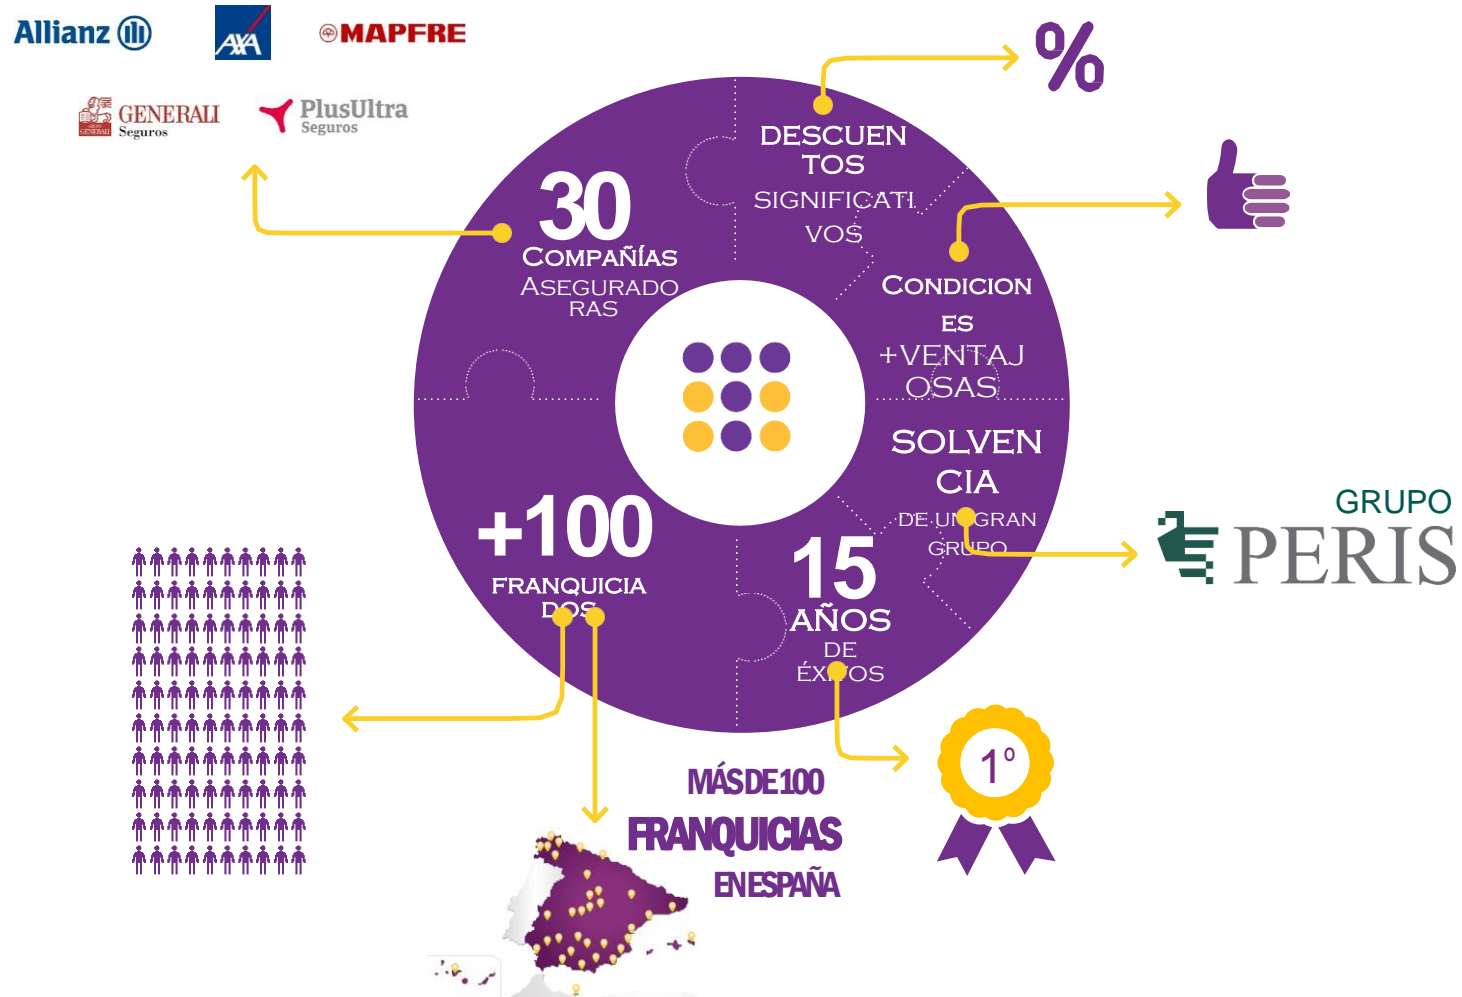 Allianz
AXA
MAPFRE
GENERALI
Seguros
GRUPO
GENERALI
PlusUltra
Seguros
%
30
COMPAÑÍAS
ASEGURADO
RAS
DESCUEN
TOS
SIGNIFICATI
VOS
CONDICION
ES
+VENTAJ
OSAS
SOLVEN
CIA
DE UN GRAN
GRUPO
GRUPO
PERIS
+100
FRANQUICIA
DOS
15
AÑOS
DE
ÉXITOS
1º
MÁS DE 100
FRANQUICIAS
EN ESPAÑA